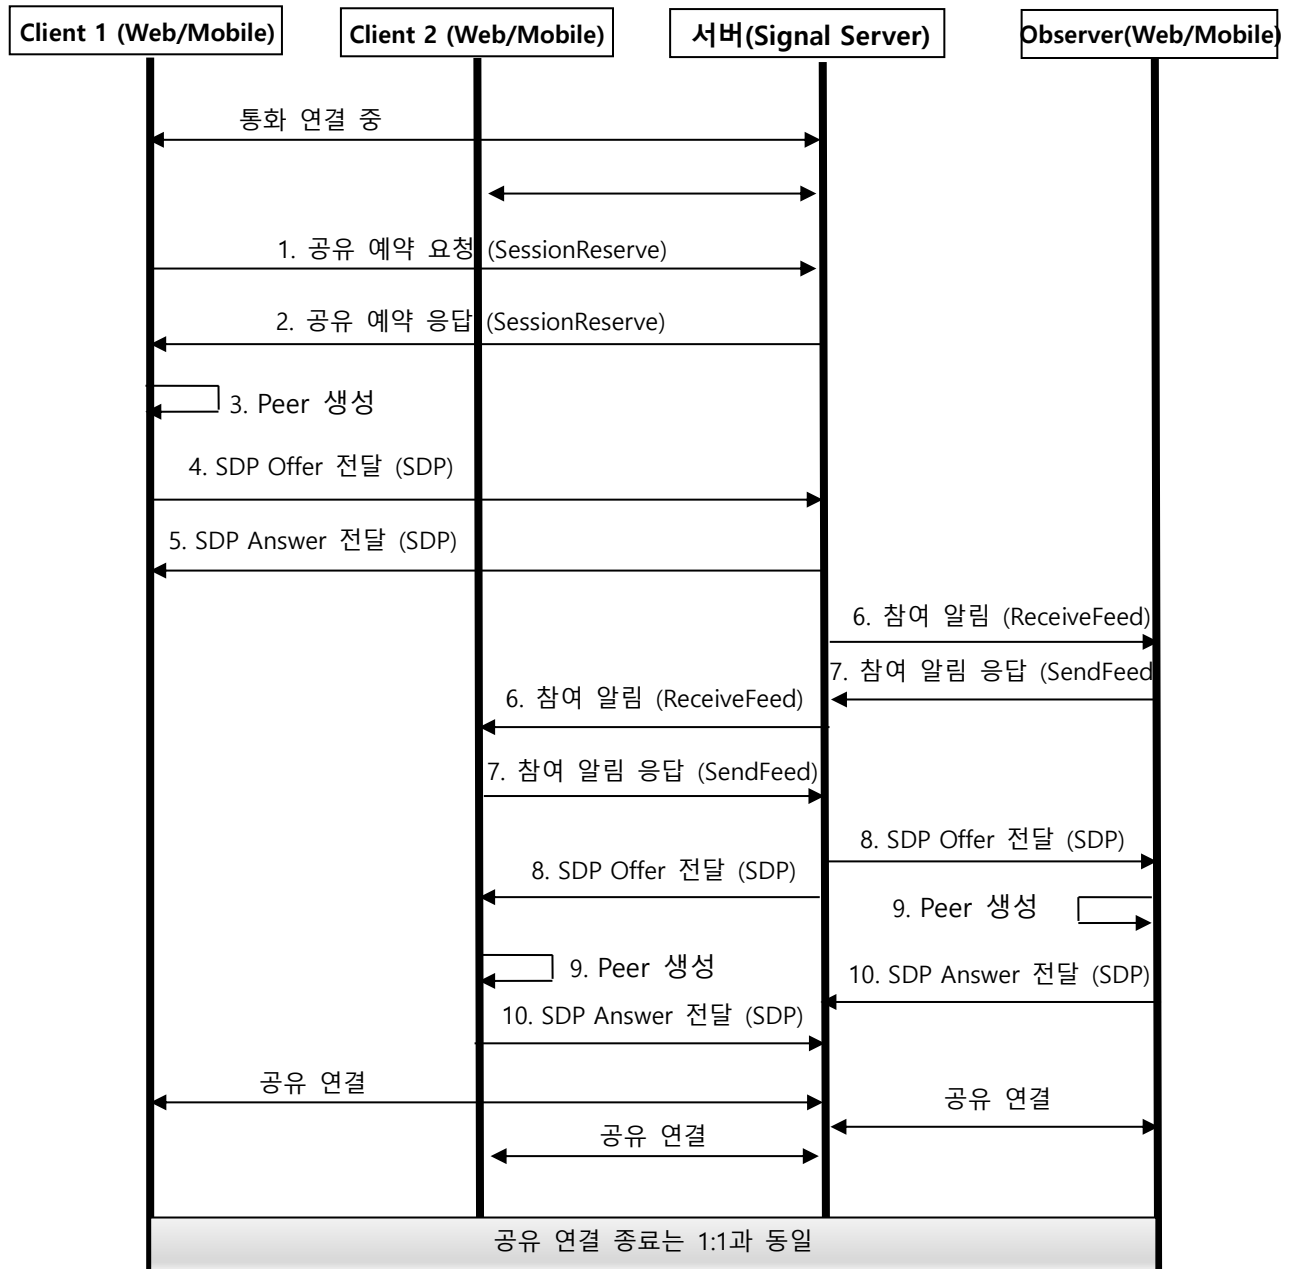 Client 1 (Web/Mobile)
Client 2 (Web/Mobile)
서버(Signal Server)
Observer(Web/Mobile)
통화 연결 중
1. 공유 예약 요청 (SessionReserve)
2. 공유 예약 응답 (SessionReserve)
3. Peer 생성
4. SDP Offer 전달 (SDP)
5. SDP Answer 전달 (SDP)
6. 참여 알림 (ReceiveFeed)
7. 참여 알림 응답 (SendFeed
6. 참여 알림 (ReceiveFeed)
7. 참여 알림 응답 (SendFeed)
8. SDP Offer 전달 (SDP)
8. SDP Offer 전달 (SDP)
9. Peer 생성
9. Peer 생성
10. SDP Answer 전달 (SDP)
10. SDP Answer 전달 (SDP)
공유 연결
공유 연결
공유 연결
공유 연결 종료는 1:1과 동일